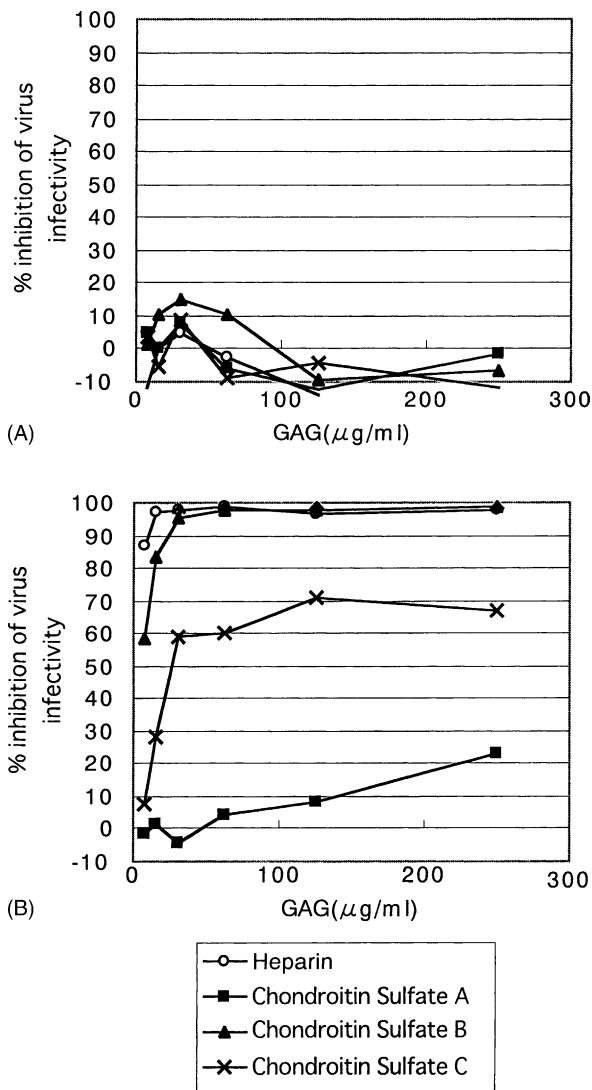 100
90
80
70
60
50
40
30
20
10
0
-10
% inhibition of virus
infectivity
0
100
200
300
GAG(μg/ml)
(A)
100
90
80
70
60
50
40
30
20
10
0
-10
% inhibition of virus
infectivity
0
100
200
300
GAG(μg/ml)
(B)
Heparin
Chondroitin Sulfate A
Chondroitin Sulfate B
Chondroitin Sulfate C